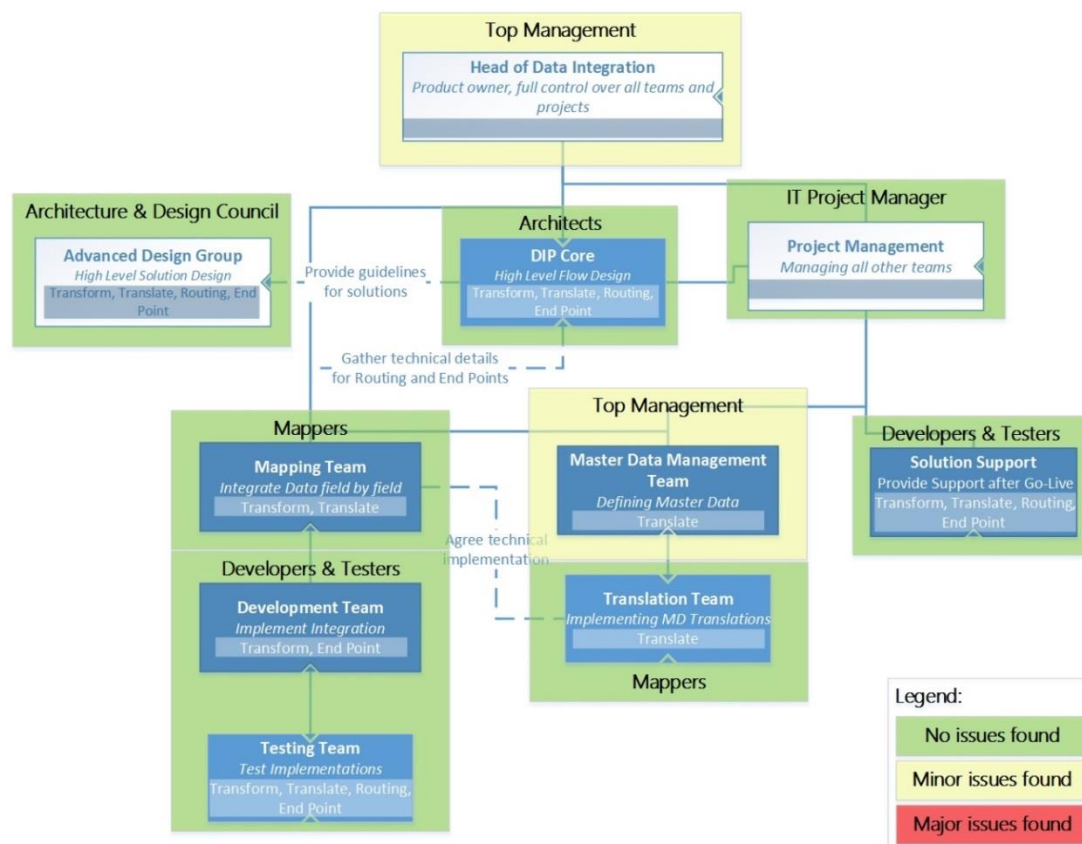 Top Management
Head of Data Integration
Product owner, full control over all teams and
projects
Architecture & Design Council
Advanced Design Group
High Level Solution Design
Transform, Translate, Routing, End
Point
Provide guidelines
for solutions
Architects
DIP Core
High Level Flow Design
Transform, Translate, Routing,
End Point
IT Project Manager
Project Management
Managing all other teams
Gather technical details
for Routing and End Points
Mappers
Mapping Team
Integrate Data field by field
Transform, Translate
Top Management
Master Data Management
Team
Defining Master Data
Translate
Developers & Testers
Solution Support
Provide Support after Go-Live
Transform, Translate, Routing,
End Point
Agree technical
implementation
Developers & Testers
Development Team
Implement Integration
Transform, End Point
Translation Team
Implementing MD Translations
Translate
Mappers
Testing Team
Test Implementations
Transform, Translate, Routing,
End Point
Legend:
No issues found
Minor issues found
Major issues found